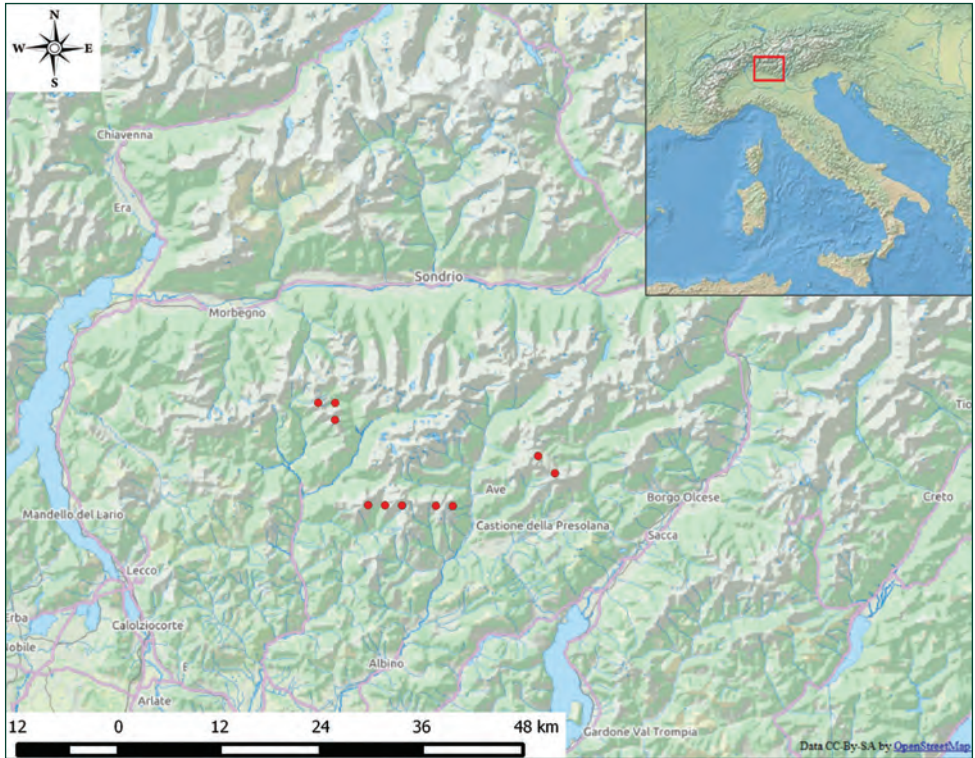 N
W E
S
Chiavenna
Era
Sondrio
Morbegno
Tio
Ave
Borgo Olcese
Creto
Mandello del Lario
Castione della Presolana
Sacca
Lecco
Erba
Calolziocorte
Nobile
Albino
E
Arlate
12 0 24 36 48 km
Gardone Val Trompia
Data CC-By-SA by OpenStreetMap